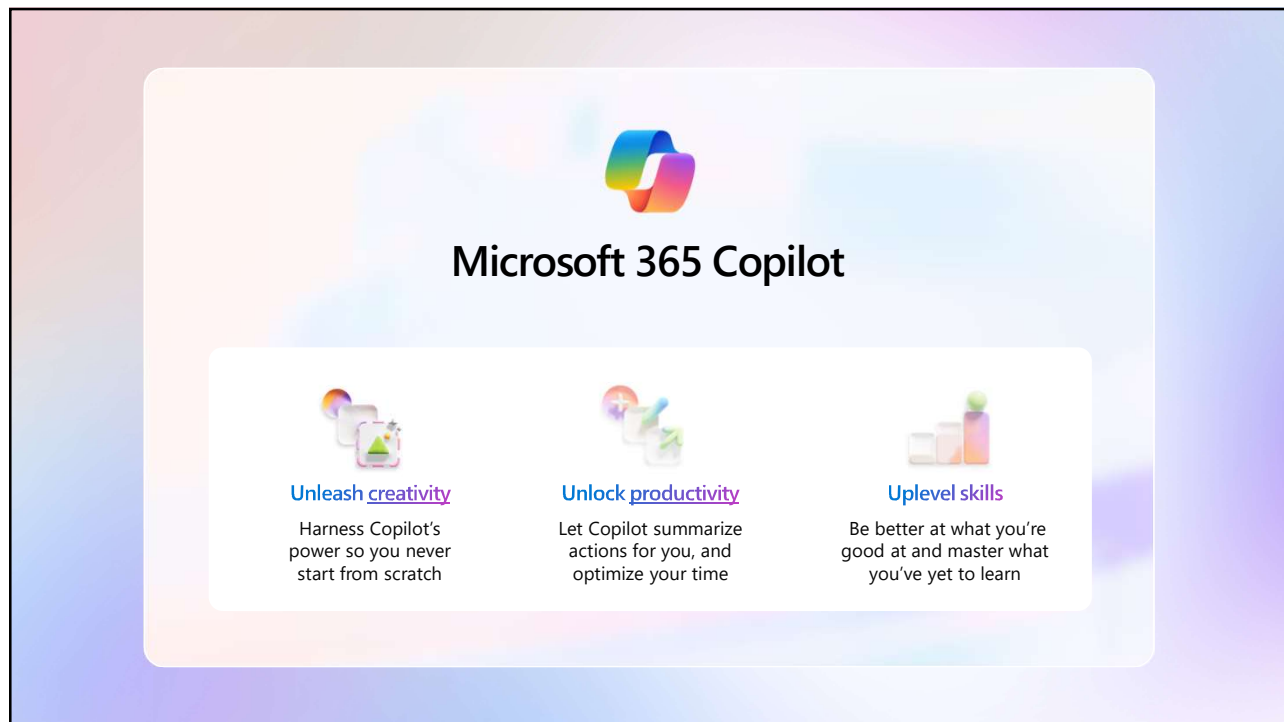 Microsoft 365 Copilot
Unleash creativity
Harness Copilot’s
power so you never
start from scratch
Unlock productivity
Let Copilot summarize
actions for you, and
optimize your time
Uplevel skills
Be better at what you’re
good at and master what
you’ve yet to learn